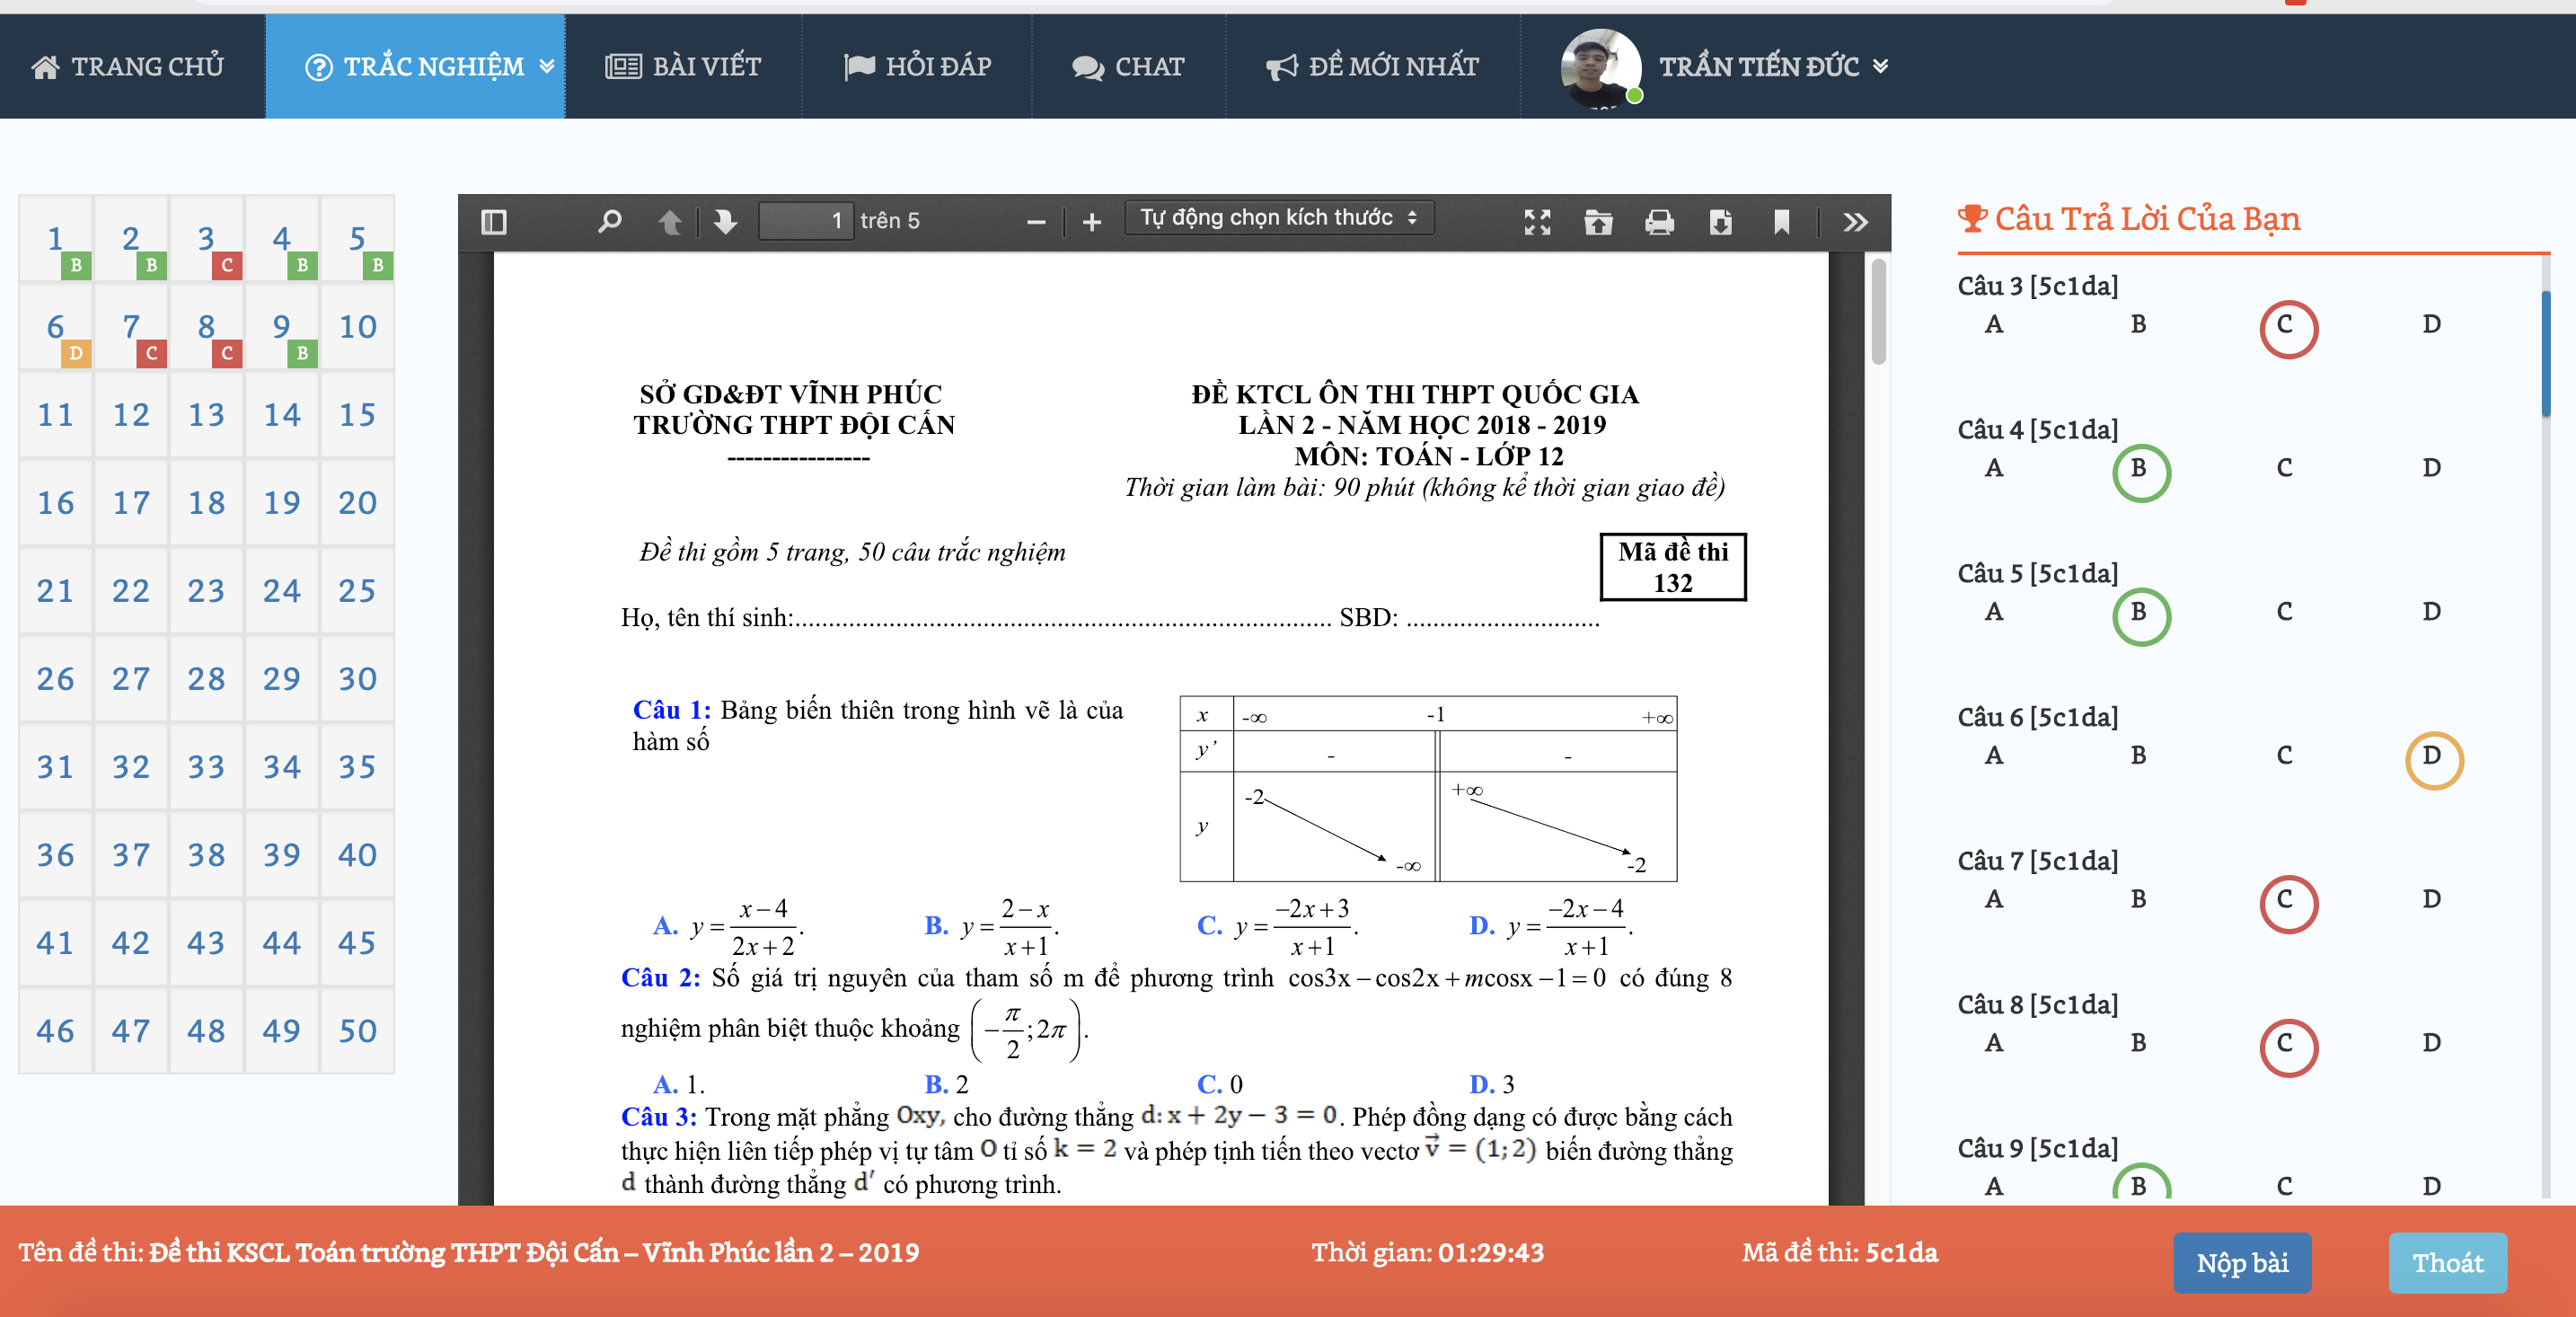 TRANG CHỦ TRẮC NGHIỆM BÀI VIẾT HỎI ĐÁP CHAT ĐỀ MỚI NHẤT TRẦN TIẾN ĐỨC
1 2 3 4 5
B B C B B
6 7 8 9 10
D C C B
11 12 13 14 15
16 17 18 19 20
21 22 23 24 25
26 27 28 29 30
31 32 33 34 35
36 37 38 39 40
41 42 43 44 45
46 47 48 49 50
1 trên 5 Tự động chọn kích thước
SỞ GD&ĐT VĨNH PHÚC
TRƯỜNG THPT ĐỘI CẤN
----------------
ĐỀ KTCL ÔN THI THPT QUỐC GIA
LẦN 2 - NĂM HỌC 2018 - 2019
MÔN: TOÁN - LỚP 12
Thời gian làm bài: 90 phút (không kể thời gian giao đề)
Đề thi gồm 5 trang, 50 câu trắc nghiệm
Mã đề thi
132
Họ, tên thí sinh:................................................................................ SBD: .............................
Câu 1: Bảng biến thiên trong hình vẽ là của
hàm số
x -∞ -1 +∞
y' - -
-2 +∞
y
-∞ -2
A. y = (x − 4)/(2x + 2). B. y = (2 − x)/(x + 1). C. y = (−2x + 3)/(x + 1). D. y = (−2x − 4)/(x + 1).
Câu 2: Số giá trị nguyên của tham số m để phương trình cos3x − cos2x + mcosx − 1 = 0 có đúng 8
nghiệm phân biệt thuộc khoảng (−π/2; 2π).
A. 1. B. 2 C. 0 D. 3
Câu 3: Trong mặt phẳng Oxy, cho đường thẳng d: x + 2y − 3 = 0. Phép đồng dạng có được bằng cách
thực hiện liên tiếp phép vị tự tâm O tỉ số k = 2 và phép tịnh tiến theo vectơ v⃗ = (1; 2) biến đường thẳng
d thành đường thẳng d′ có phương trình.
Câu Trả Lời Của Bạn
Câu 3 [5c1da]
A B C D
Câu 4 [5c1da]
A B C D
Câu 5 [5c1da]
A B C D
Câu 6 [5c1da]
A B C D
Câu 7 [5c1da]
A B C D
Câu 8 [5c1da]
A B C D
Câu 9 [5c1da]
A B C D
Tên đề thi: Đề thi KSCL Toán trường THPT Đội Cấn – Vĩnh Phúc lần 2 – 2019 Thời gian: 01:29:43 Mã đề thi: 5c1da Nộp bài Thoát